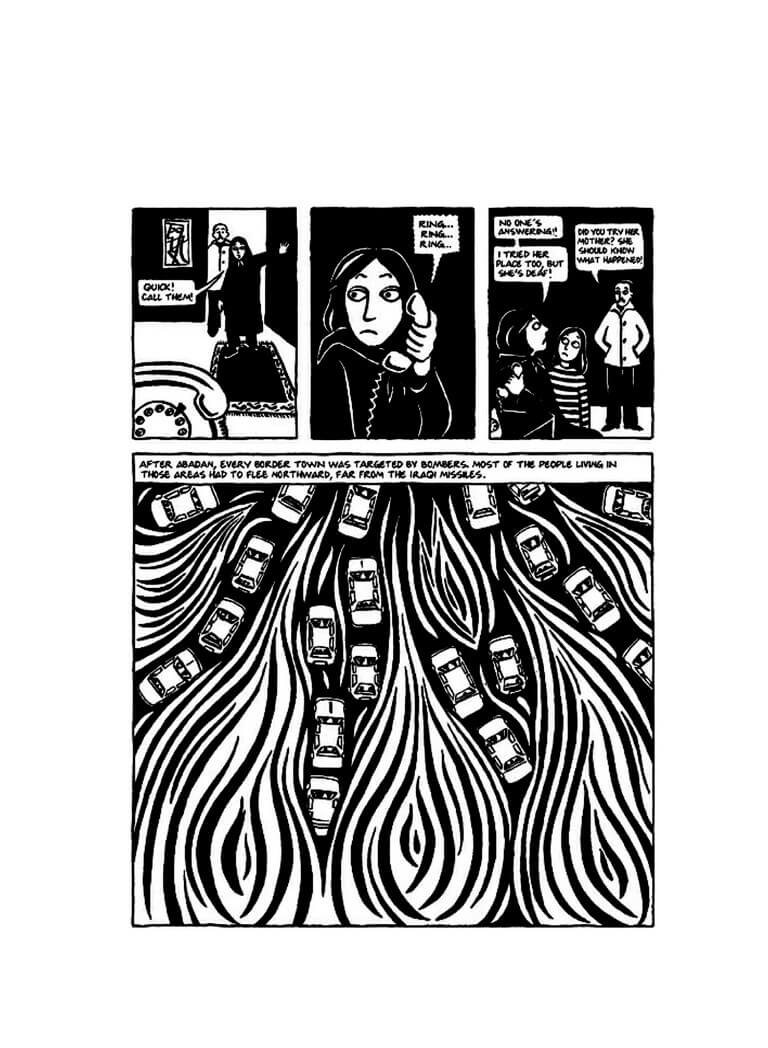 QUICK!
CALL THEM!
RING...
RING...
RING...
NO ONE'S
ANSWERING!!
I TRIED HER
PLACE TOO, BUT
SHE'S DEAF!
DID YOU TRY HER
MOTHER? SHE
SHOULD KNOW
WHAT HAPPENED!
AFTER ABADAN, EVERY BORDER TOWN WAS TARGETED BY BOMBERS. MOST OF THE PEOPLE LIVING IN
THOSE AREAS HAD TO FLEE NORTHWARD, FAR FROM THE IRAQI MISSILES.